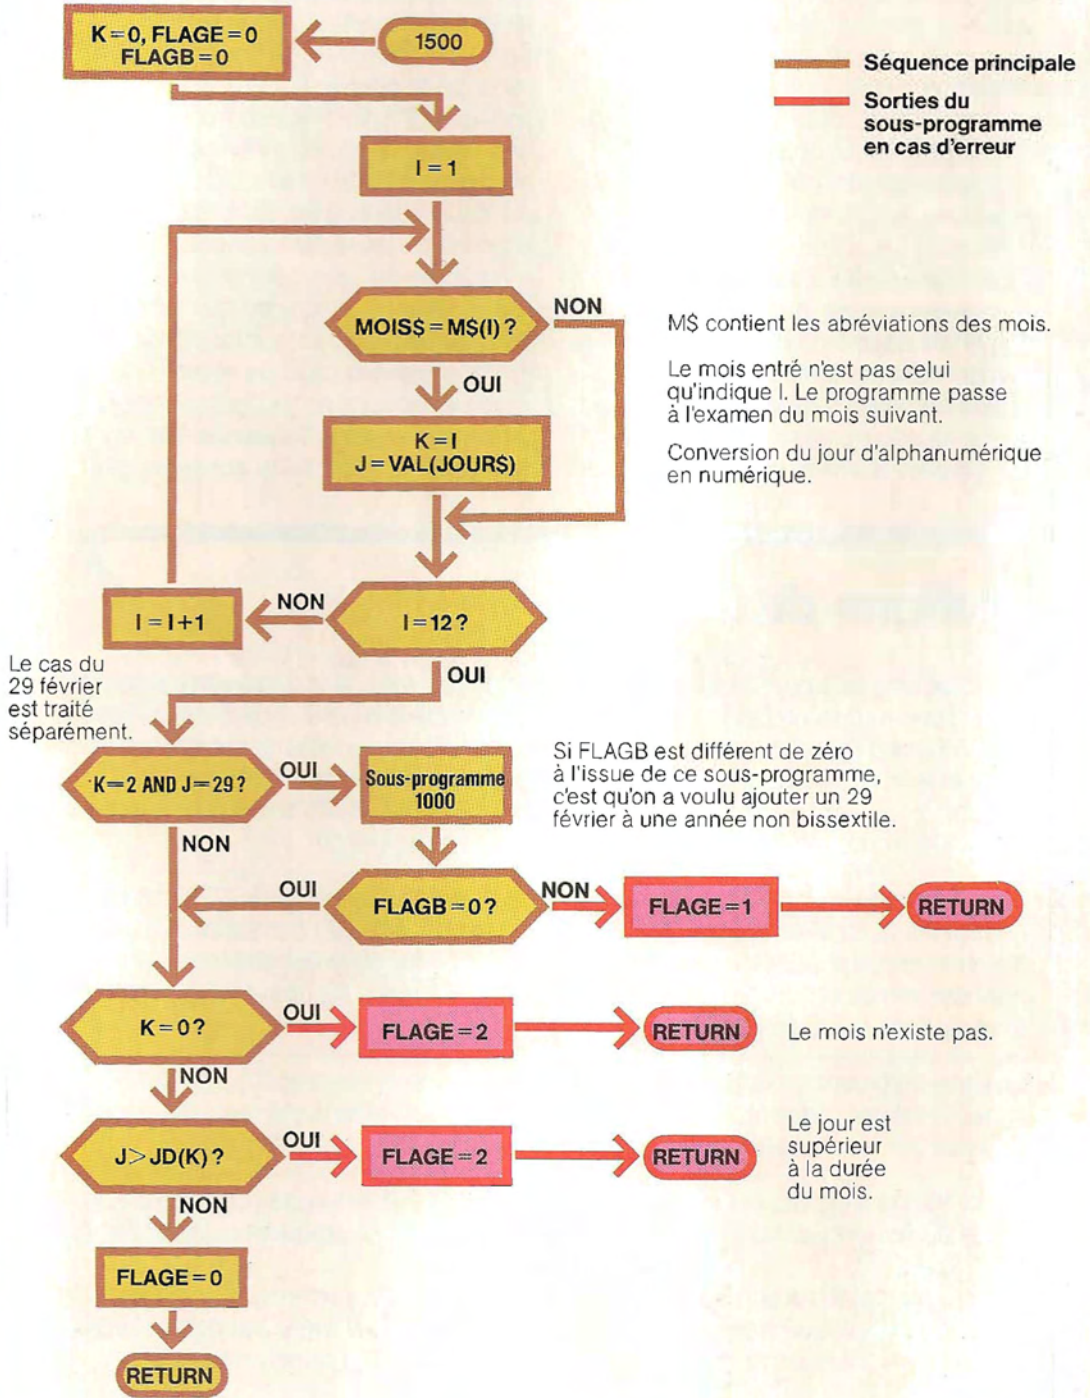 K=0, FLAGE=0
FLAGB=0
1500
Séquence principale
Sorties du
sous-programme
en cas d'erreur
I=1
MOIS$=M$(I)?
NON
OUI
M$ contient les abréviations des mois.
Le mois entré n'est pas celui
qu'indique I. Le programme passe
à l'examen du mois suivant.
Conversion du jour d'alphanumérique
en numérique.
K=I
J=VAL(JOUR$)
I=I+1
NON
I=12?
OUI
Le cas du
29 février
est traité
séparément.
K=2 AND J=29?
OUI
Sous-programme
1000
Si FLAGB est différent de zéro
à l'issue de ce sous-programme,
c'est qu'on a voulu ajouter un 29
février à une année non bissextile.
NON
OUI
FLAGB=0?
NON
FLAGE=1
RETURN
K=0?
OUI
FLAGE=2
RETURN
Le mois n'existe pas.
NON
J>JD(K)?
OUI
FLAGE=2
RETURN
Le jour est
supérieur
à la durée
du mois.
NON
FLAGE=0
RETURN